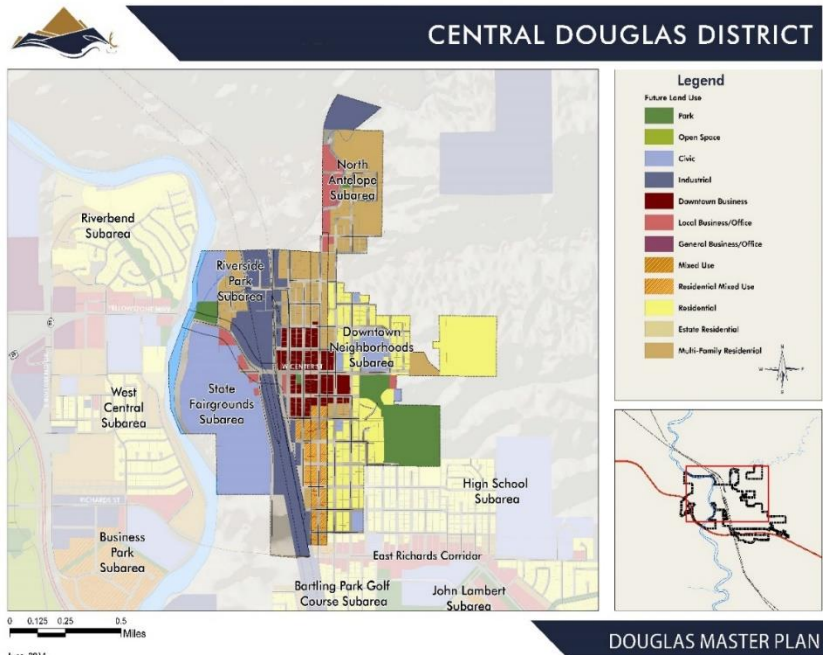 CENTRAL DOUGLAS DISTRICT
Legend
Future Land Use
Park
Open Space
Civic
Industrial
Downtown Business
Local Business/Office
General Business/Office
Mixed Use
Residential Mixed Use
Residential
Estate Residential
Multi-Family Residential
North
Antelope
Subarea
Riverbend
Subarea
Riverside
Park
Subarea
Downtown
Neighborhoods
Subarea
W CENTER ST
State
Fairgrounds
Subarea
West
Central
Subarea
High School
Subarea
RICHARDS ST
Business
Park
Subarea
East Richards Corridor
Bartling Park Golf
Course Subarea
John Lambert
Subarea
0 0.125 0.25 0.5
Miles
DOUGLAS MASTER PLAN